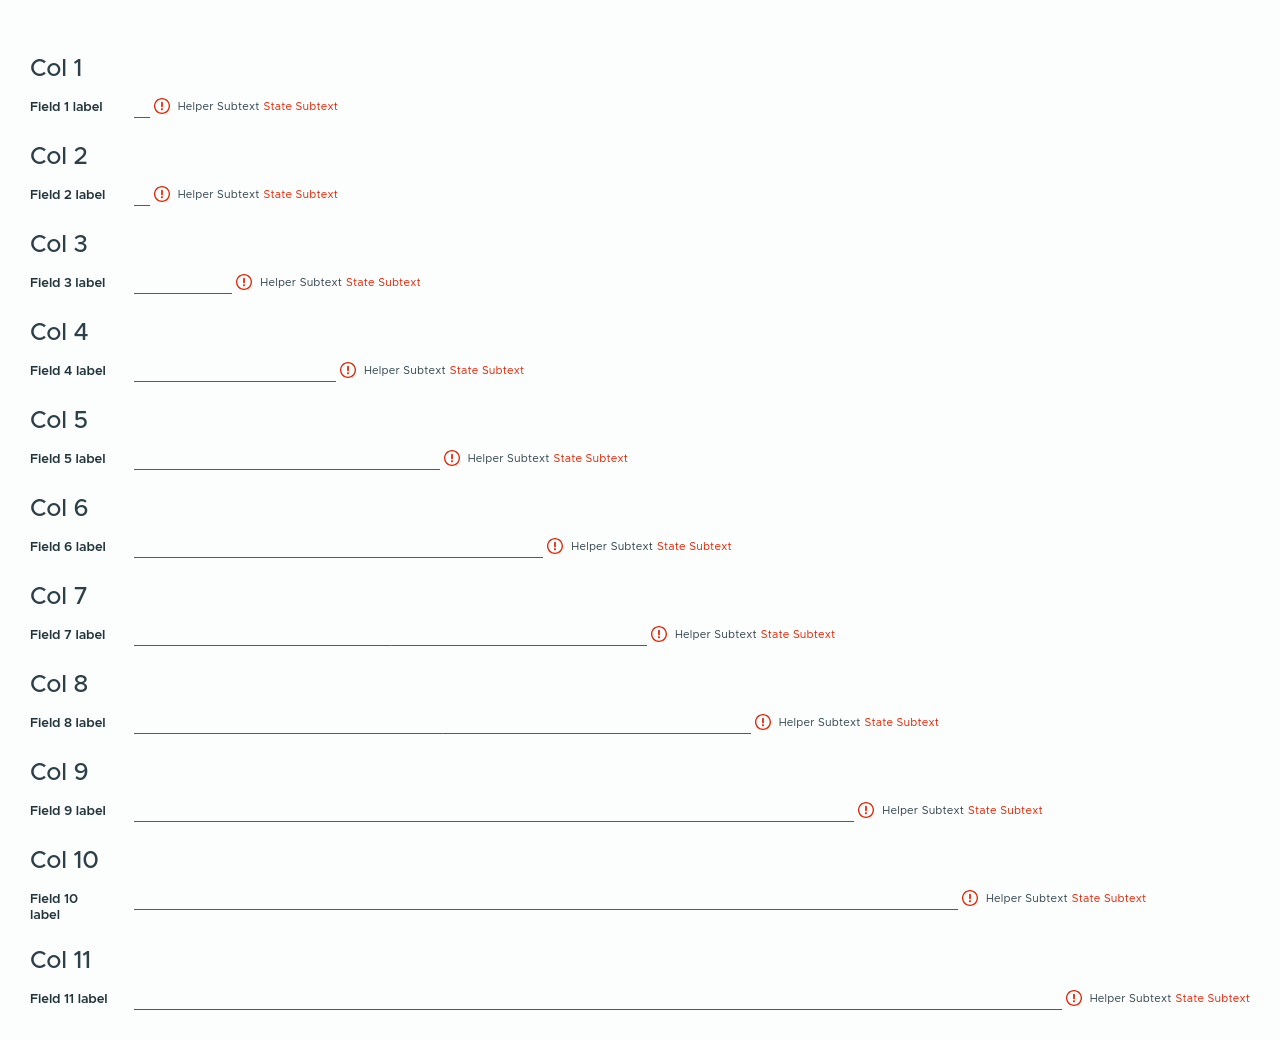 Col 1
Field 1 label Helper Subtext State Subtext
Col 2
Field 2 label Helper Subtext State Subtext
Col 3
Field 3 label Helper Subtext State Subtext
Col 4
Field 4 label Helper Subtext State Subtext
Col 5
Field 5 label Helper Subtext State Subtext
Col 6
Field 6 label Helper Subtext State Subtext
Col 7
Field 7 label Helper Subtext State Subtext
Col 8
Field 8 label Helper Subtext State Subtext
Col 9
Field 9 label Helper Subtext State Subtext
Col 10
Field 10 Helper Subtext State Subtext
label
Col 11
Field 11 label Helper Subtext State Subtext